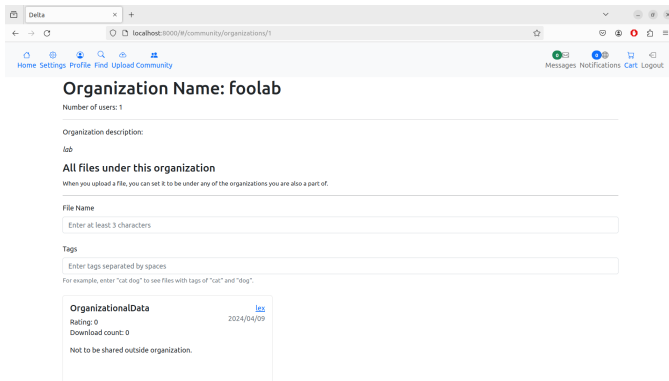 Delta
localhost:8000/#/community/organizations/1
Home Settings Profile Find Upload Community
0 0
Messages Notifications Cart Logout
Organization Name: foolab
Number of users: 1
Organization description:
lab
All files under this organization
When you upload a file, you can set it to be under any of the organizations you are also a part of.
File Name
Enter at least 3 characters
Tags
Enter tags separated by spaces
For example, enter "cat dog" to see files with tags of "cat" and "dog".
OrganizationalData lex
Rating: 0 2024/04/09
Download count: 0
Not to be shared outside organization.